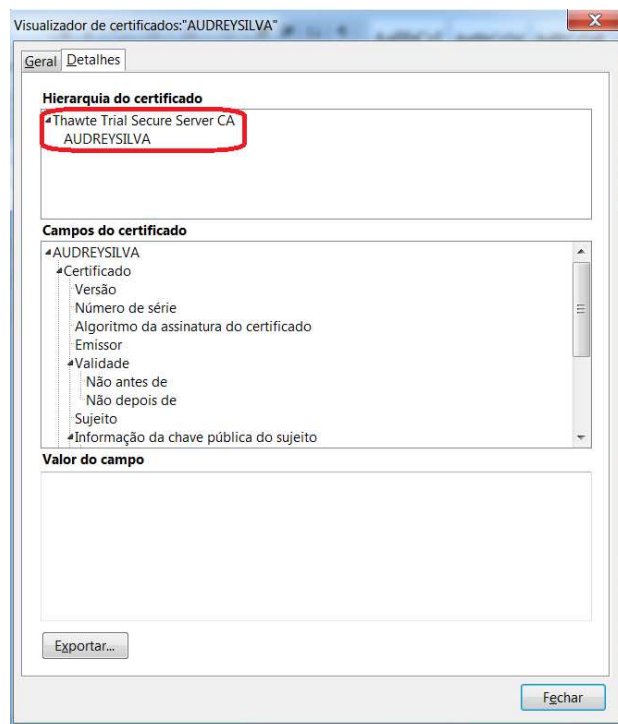 Visualizador de certificados:"AUDREYSILVA"
Geral Detalhes
Hierarquia do certificado
Thawte Trial Secure Server CA
AUDREYSILVA
Campos do certificado
AUDREYSILVA
Certificado
Versão
Número de série
Algoritmo da assinatura do certificado
Emissor
Validade
Não antes de
Não depois de
Sujeito
Informação da chave pública do sujeito
Valor do campo
Exportar...
Fechar